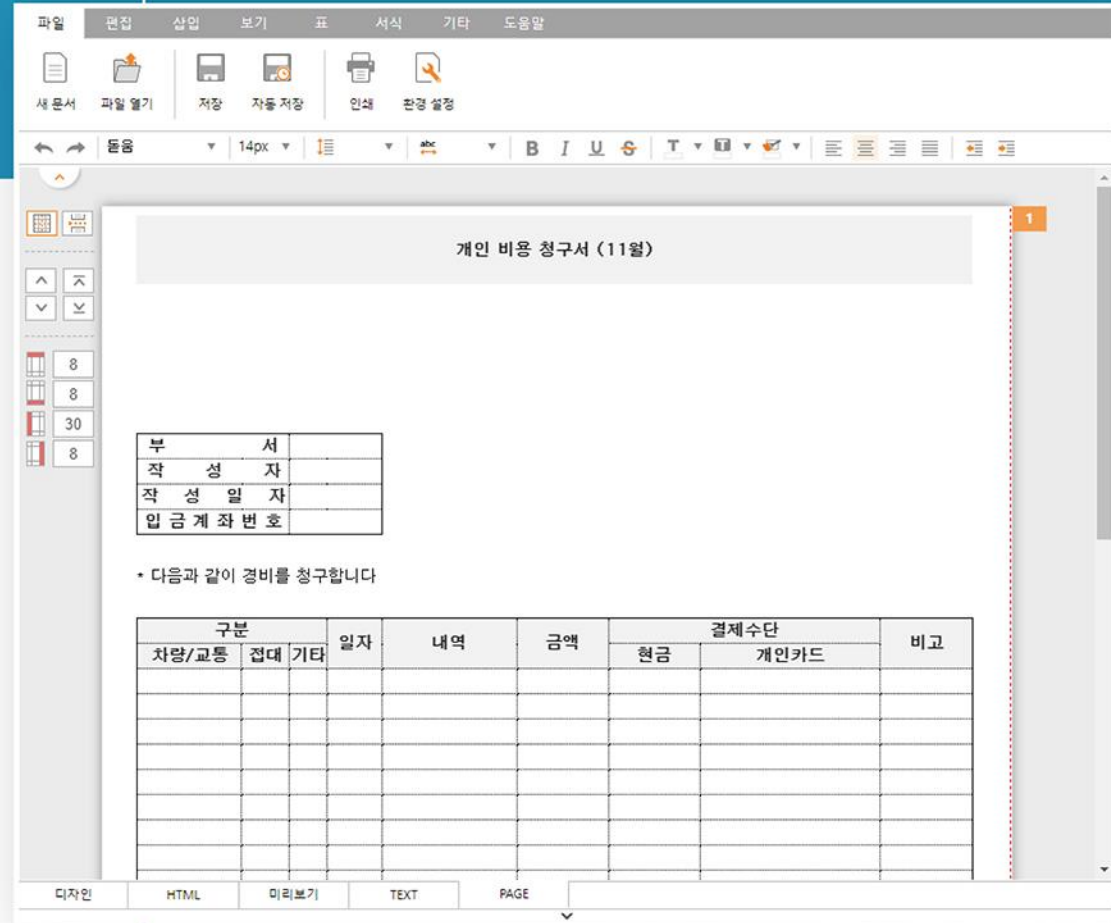 파일 편집 삽입 보기 표 서식 기타 도움말
새 문서 파일 열기 저장 자동 저장 인쇄 환경 설정
돋움 14px abc B I U S T T
1
개인 비용 청구서 (11월)
8
8
30
8
부 서
작 성 자
작 성 일 자
입 금 계 좌 번 호
* 다음과 같이 경비를 청구합니다
구분 일자 내역 금액 결제수단 비고
차량/교통 접대 기타 현금 개인카드
디자인 HTML 미리보기 TEXT PAGE